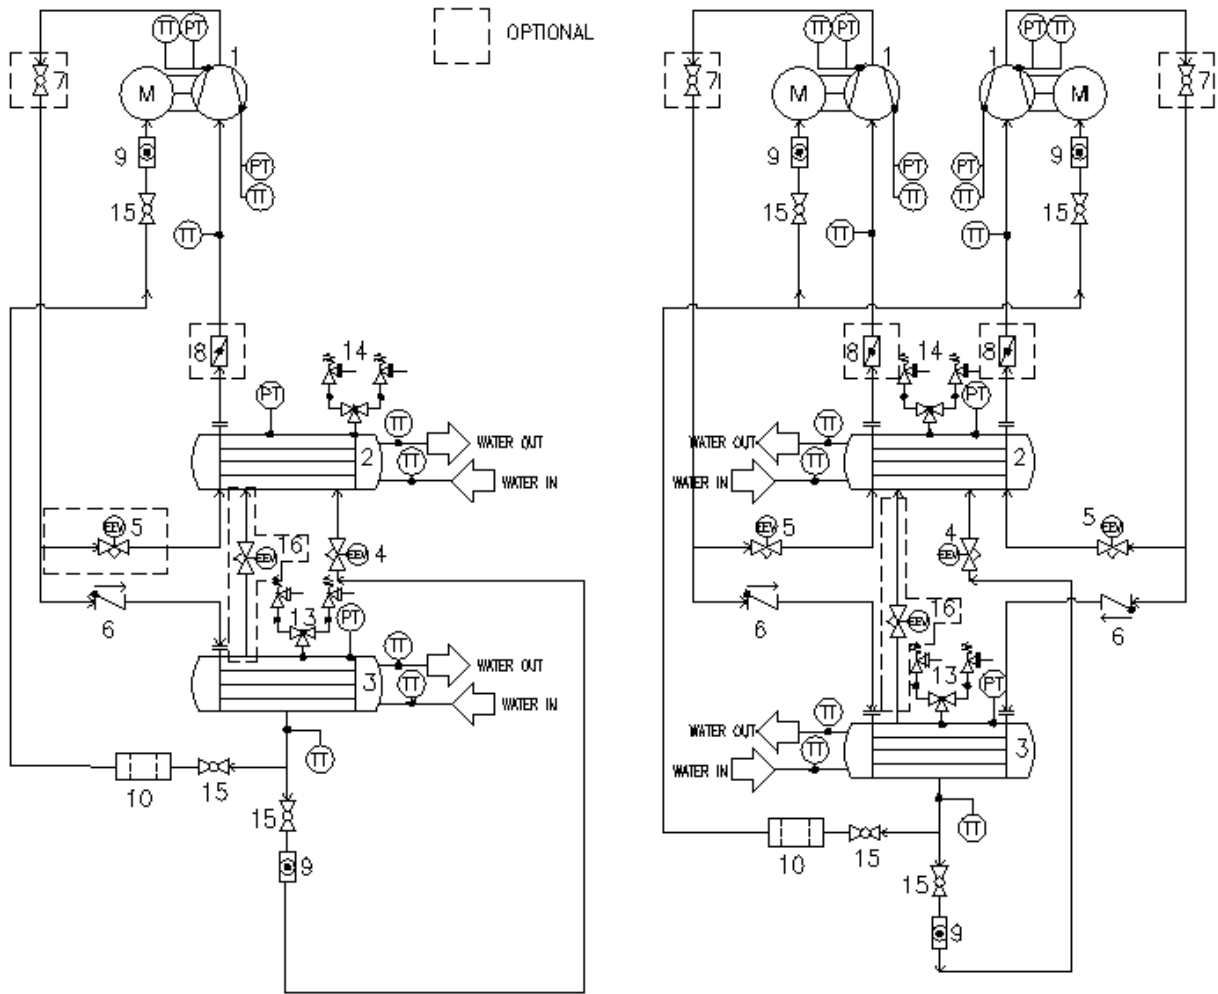 OPTIONAL
TT PT 1 TT PT 1 PT TT 1
7 M 7 M M 7
9 PT 9 PT PT 9
TT TT TT
15 15 15
TT TT TT
8 14 8 14 8
PT PT
TT WATER OUT WATER OUT TT
2 2
TT WATER IN WATER IN TT
EEV 5 16 EEV EEV 4 EEV 5 4 EEV 5 EEV
6 13 PT 6 16 EEV 6
TT WATER OUT 13 PT
3 TT
TT WATER IN WATER OUT
TT 3
WATER IN
TT
10 15 15 TT
9 10 15
15
9